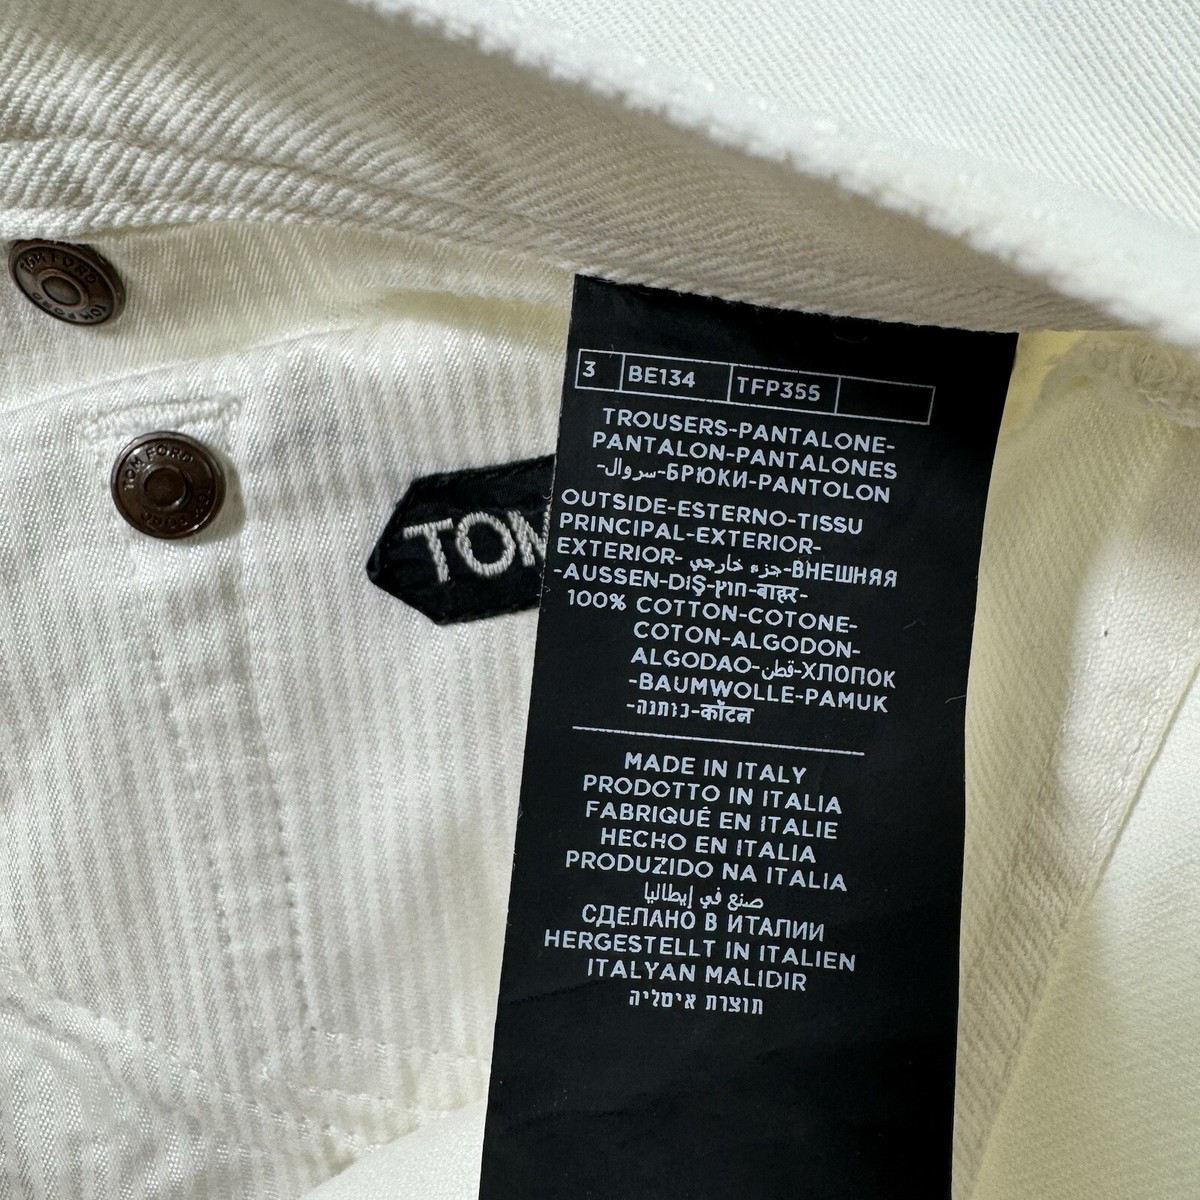 TOM FORD
TOM FORD
TOM FORD
TOM
3 BE134 TFP355
TROUSERS-PANTALONE-
PANTALON-PANTALONES
-سروال-БРЮКИ-PANTOLON
OUTSIDE-ESTERNO-TISSU
PRINCIPAL-EXTERIOR-
EXTERIOR-جزء خارجي-ВНЕШНЯЯ
-AUSSEN-DIŞ-חוץ-बाहर-
100% COTTON-COTONE-
COTON-ALGODON-
ALGODAO-قطن-ХЛОПОК
-BAUMWOLLE-PAMUK
-כותנה-कॉटन
MADE IN ITALY
PRODOTTO IN ITALIA
FABRIQUÉ EN ITALIE
HECHO EN ITALIA
PRODUZIDO NA ITALIA
صنع في إيطاليا
СДЕЛАНО В ИТАЛИИ
HERGESTELLT IN ITALIEN
ITALYAN MALIDIR
תוצרת איטליה